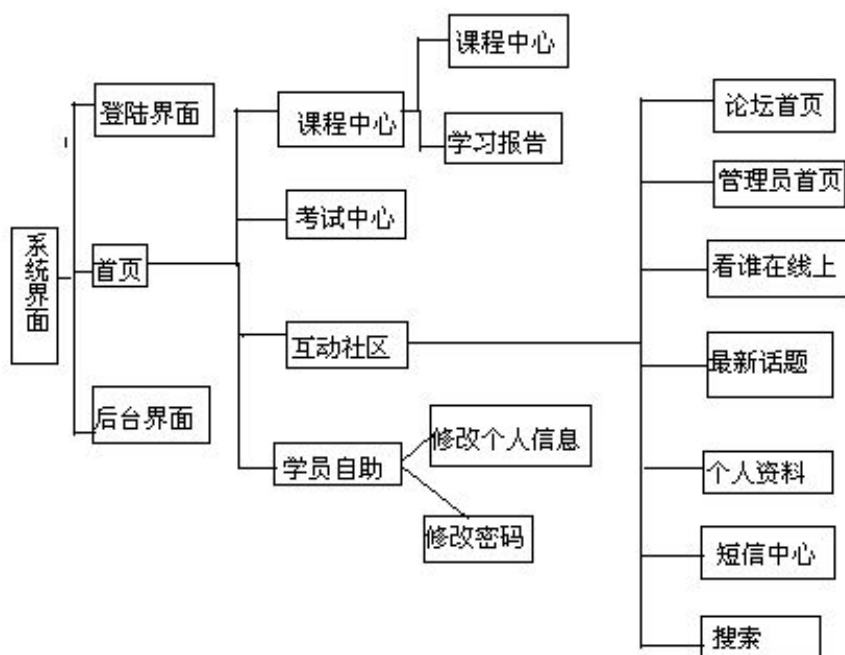 系统界面
登陆界面
首页
后台界面
课程中心
考试中心
互动社区
学员自助
课程中心
学习报告
修改个人信息
修改密码
论坛首页
管理员首页
看谁在线上
最新话题
个人资料
短信中心
搜索